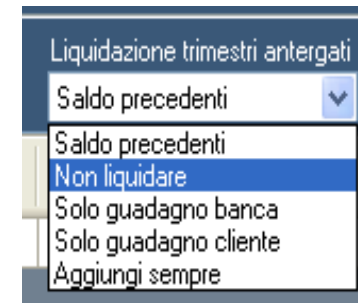 Liquidazione trimestri antergati
Saldo precedenti
Saldo precedenti
Non liquidare
Solo guadagno banca
Solo guadagno cliente
Aggiungi sempre